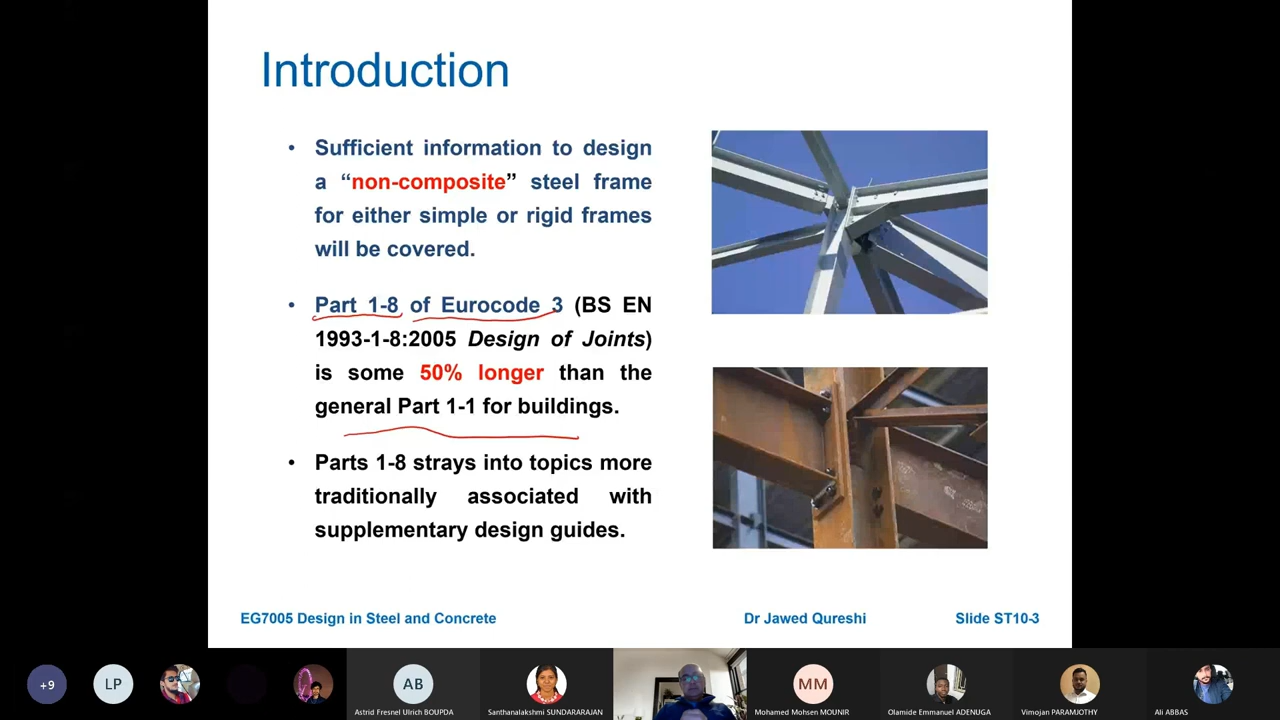 Introduction
• Sufficient information to design
a “non-composite” steel frame
for either simple or rigid frames
will be covered.
• Part 1-8 of Eurocode 3 (BS EN
1993-1-8:2005 Design of Joints)
is some 50% longer than the
general Part 1-1 for buildings.
• Parts 1-8 strays into topics more
traditionally associated with
supplementary design guides.
EG7005 Design in Steel and Concrete
Dr Jawed Qureshi
Slide ST10-3
+9
LP
AB
MM
Astrid Fresnel Ulrich BOUPDA
Santhanalakshmi SUNDARARAJAN
Mohamed Mohsen MOUNIR
Olamide Emmanuel ADENUGA
Vimojan PARAMJOTHY
Ali ABBAS